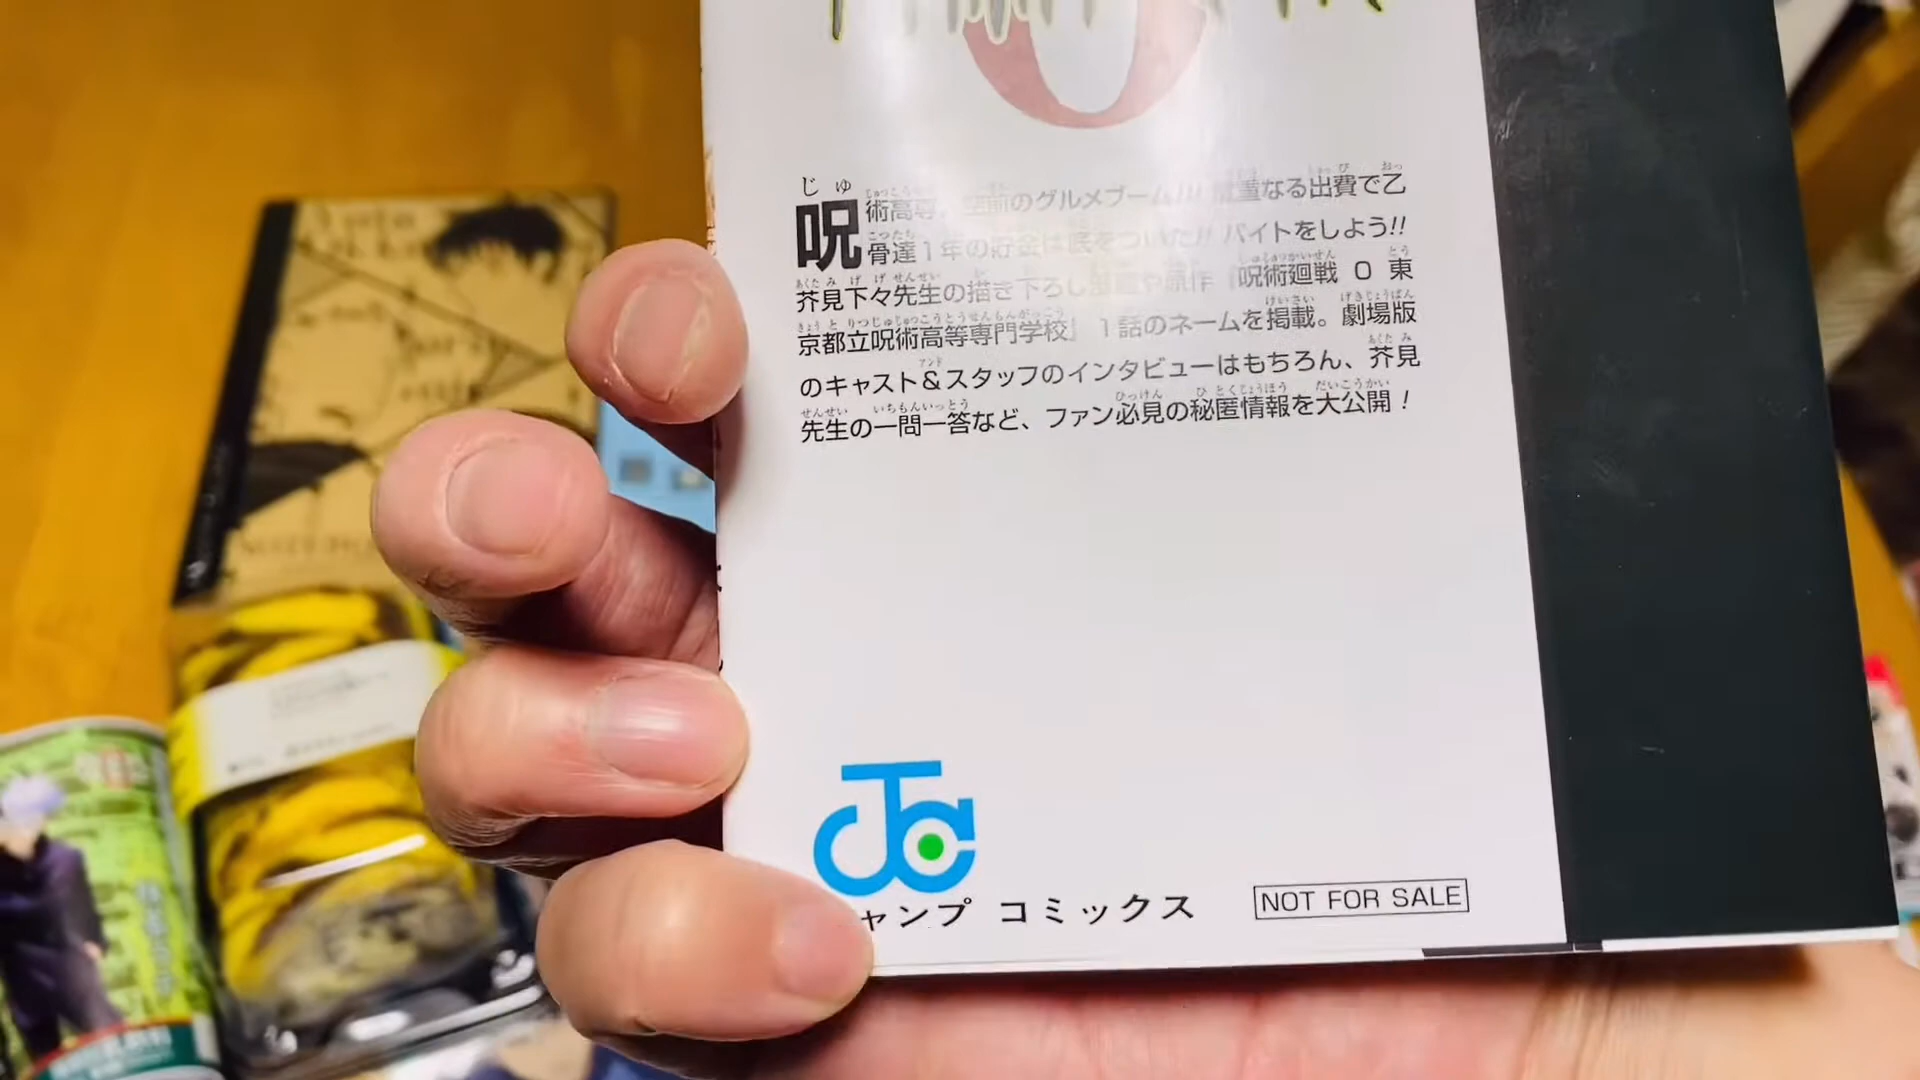 呪術高専、空前のグルメブーム!!! 厳重なる出費で乙
骨達1年の貯金は底をついた!! バイトをしよう!!
芥見下々先生の描き下ろし漫画や原作『呪術廻戦 0 東
京都立呪術高等専門学校』1話のネームを掲載。劇場版
のキャスト&スタッフのインタビューはもちろん、芥見
先生の一問一答など、ファン必見の秘匿情報を大公開!
JC
ャンプ コミックス
NOT FOR SALE